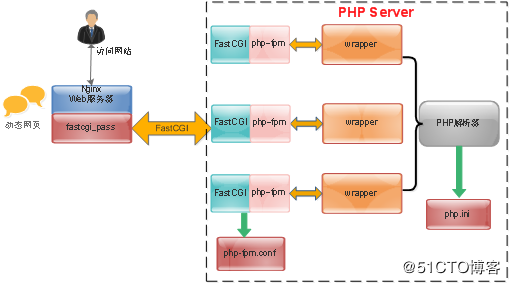 PHP Server
访问网站
FastCGI php-fpm
wrapper
Nginx
Web服务器
动态网页
fastcgi_pass
FastCGI
FastCGI php-fpm
wrapper
PHP解析器
FastCGI php-fpm
wrapper
php.ini
php-fpm.conf
@51CTO博客